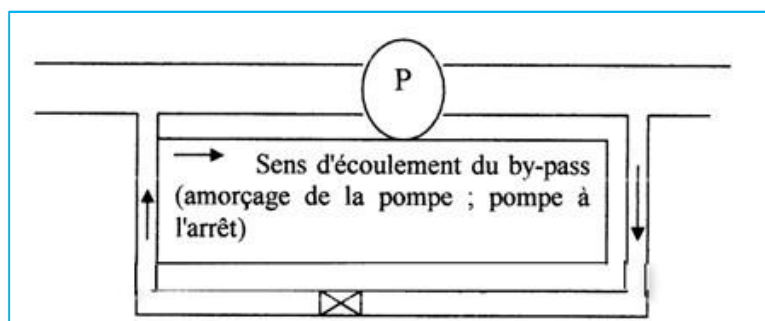 P
Sens d'écoulement du by-pass
(amorçage de la pompe ; pompe à
l'arrêt)